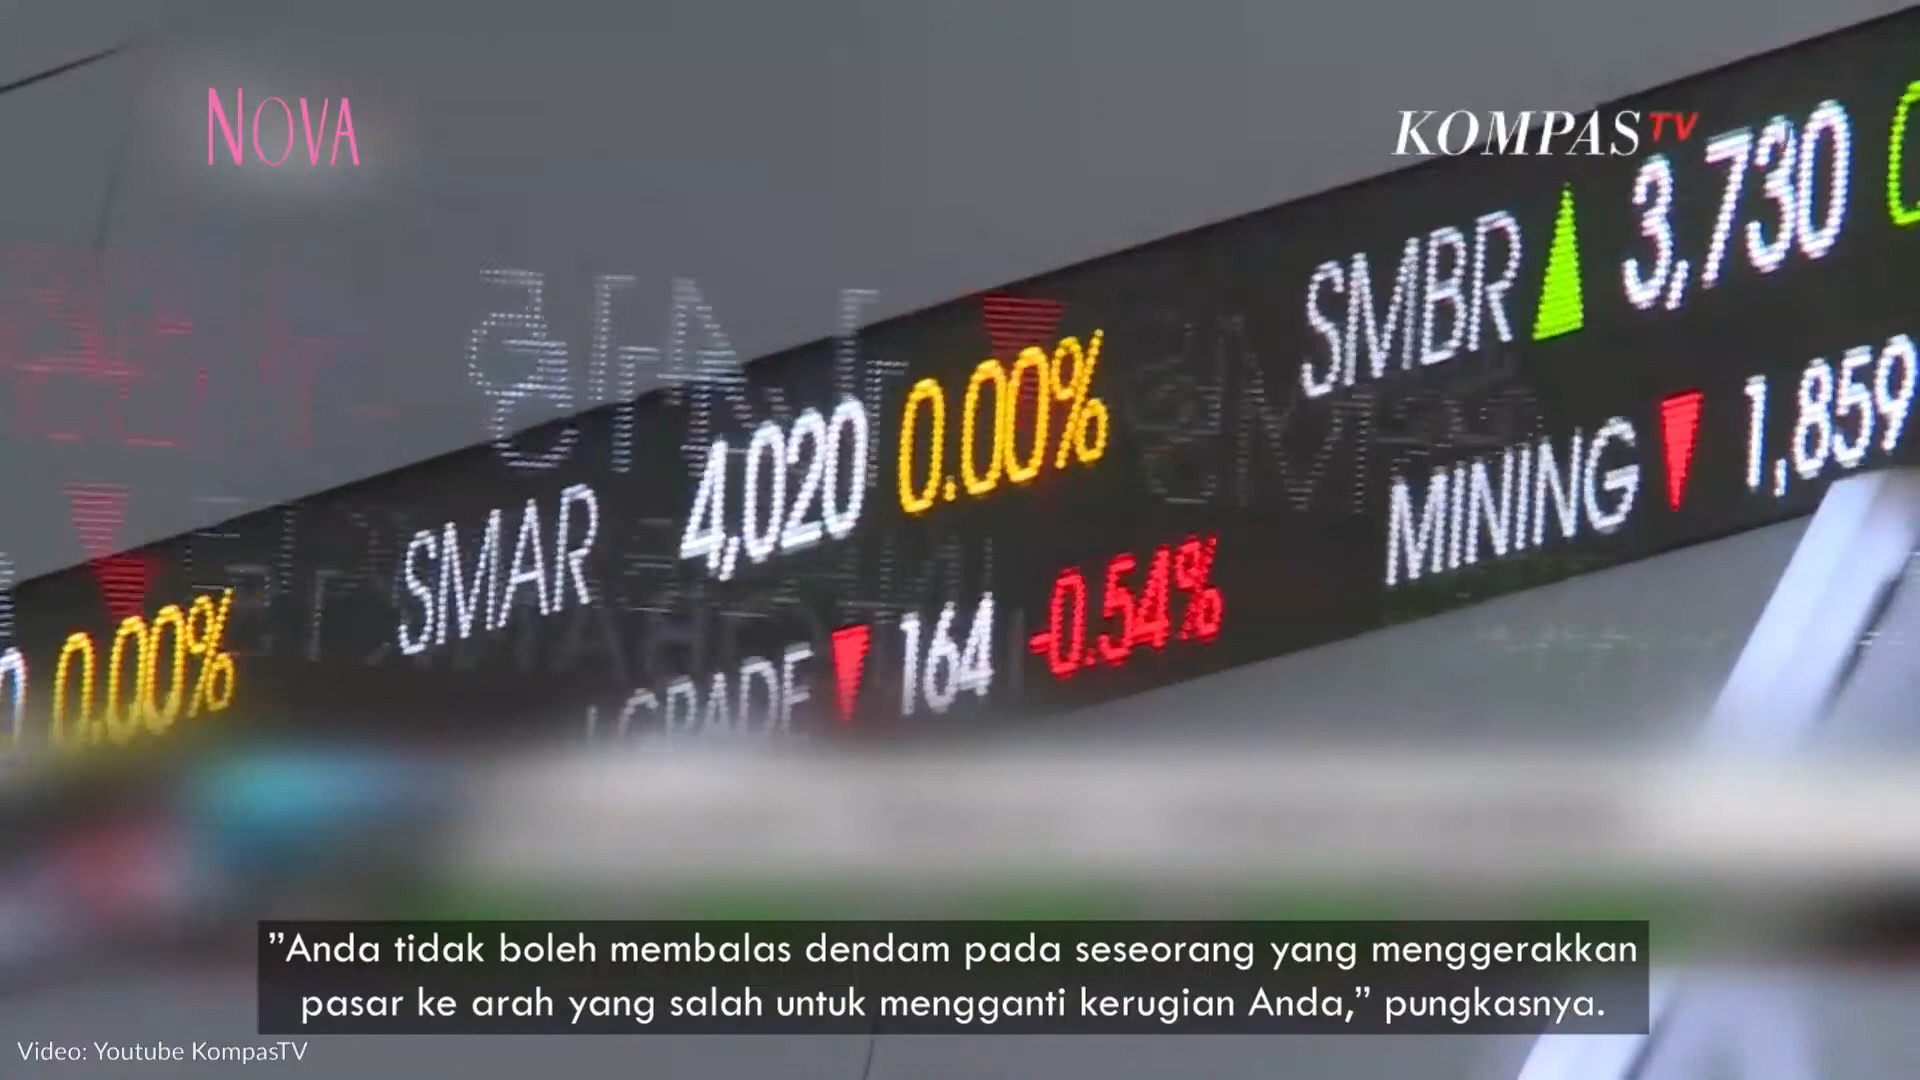 NOVA
KOMPASTV
SMBR ▲ 3,730
SMAR 4,020 0.00%
MINING ▼ 1,859
0.00%
GRADE ▼ 164 -0.54%
”Anda tidak boleh membalas dendam pada seseorang yang menggerakkan
pasar ke arah yang salah untuk mengganti kerugian Anda,” pungkasnya.
Video: Youtube KompasTV